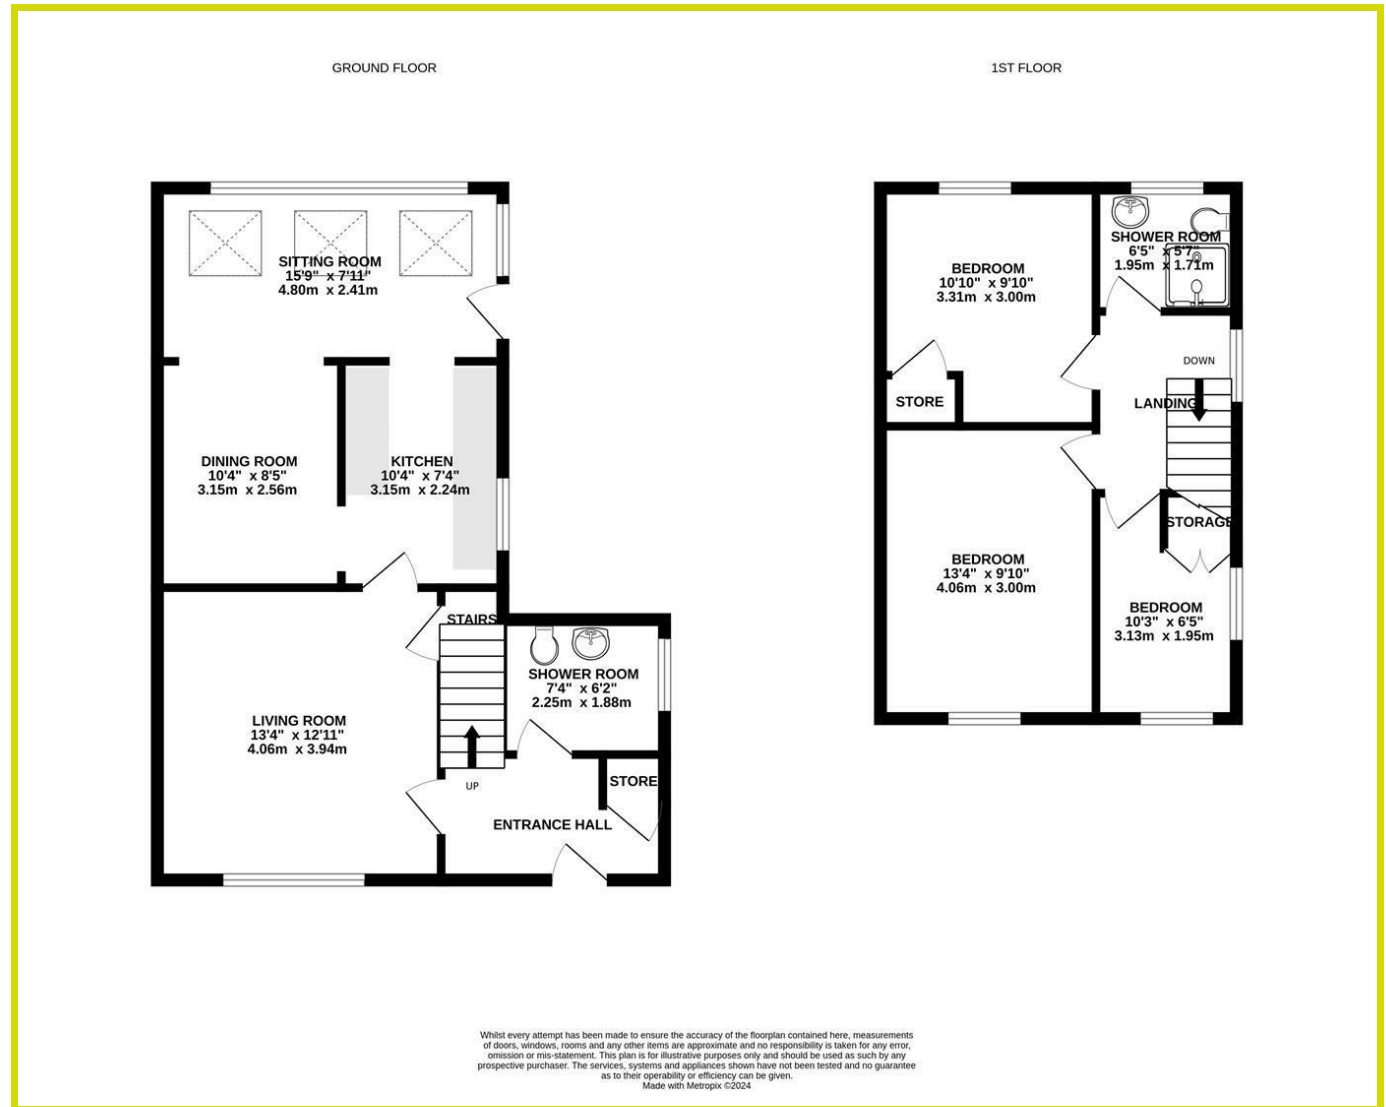 GROUND FLOOR
SITTING ROOM
15'9" x 7'11"
4.80m x 2.41m
DINING ROOM
10'4" x 8'5"
3.15m x 2.56m
KITCHEN
10'4" x 7'4"
3.15m x 2.24m
STAIRS
SHOWER ROOM
7'4" x 6'2"
2.25m x 1.88m
LIVING ROOM
13'4" x 12'11"
4.06m x 3.94m
UP
STORE
ENTRANCE HALL
1ST FLOOR
SHOWER ROOM
6'5" x 5'7"
1.95m x 1.71m
BEDROOM
10'10" x 9'10"
3.31m x 3.00m
DOWN
STORE
LANDING
STORAGE
BEDROOM
13'4" x 9'10"
4.06m x 3.00m
BEDROOM
10'3" x 6'5"
3.13m x 1.95m
Whilst every attempt has been made to ensure the accuracy of the floorplan contained here, measurements
of doors, windows, rooms and any other items are approximate and no responsibility is taken for any error,
omission or mis-statement. This plan is for illustrative purposes only and should be used as such by any
prospective purchaser. The services, systems and appliances shown have not been tested and no guarantee
as to their operability or efficiency can be given.
Made with Metropix ©2024